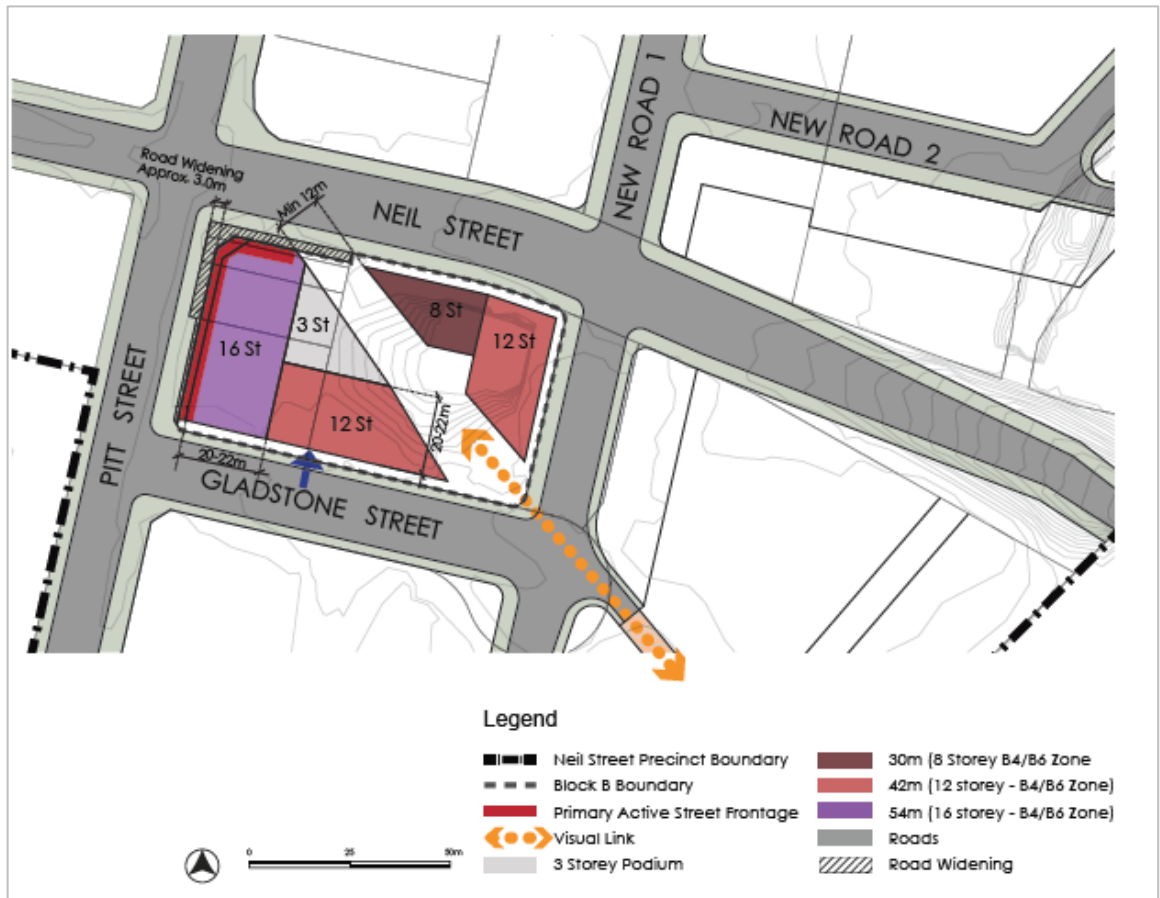 NEW ROAD 1
NEW ROAD 2
Road Widening
Approx. 3.0m
Min 12m
NEIL STREET
8 St
3 St
12 St
16 St
PITT STREET
12 St
20-22m
20-22m
GLADSTONE STREET
Legend
Neil Street Precinct Boundary
Block B Boundary
Primary Active Street Frontage
Visual Link
3 Storey Podium
30m (8 Storey B4/B6 Zone
42m (12 storey - B4/B6 Zone)
54m (16 storey - B4/B6 Zone)
Roads
Road Widening
0 25 50m